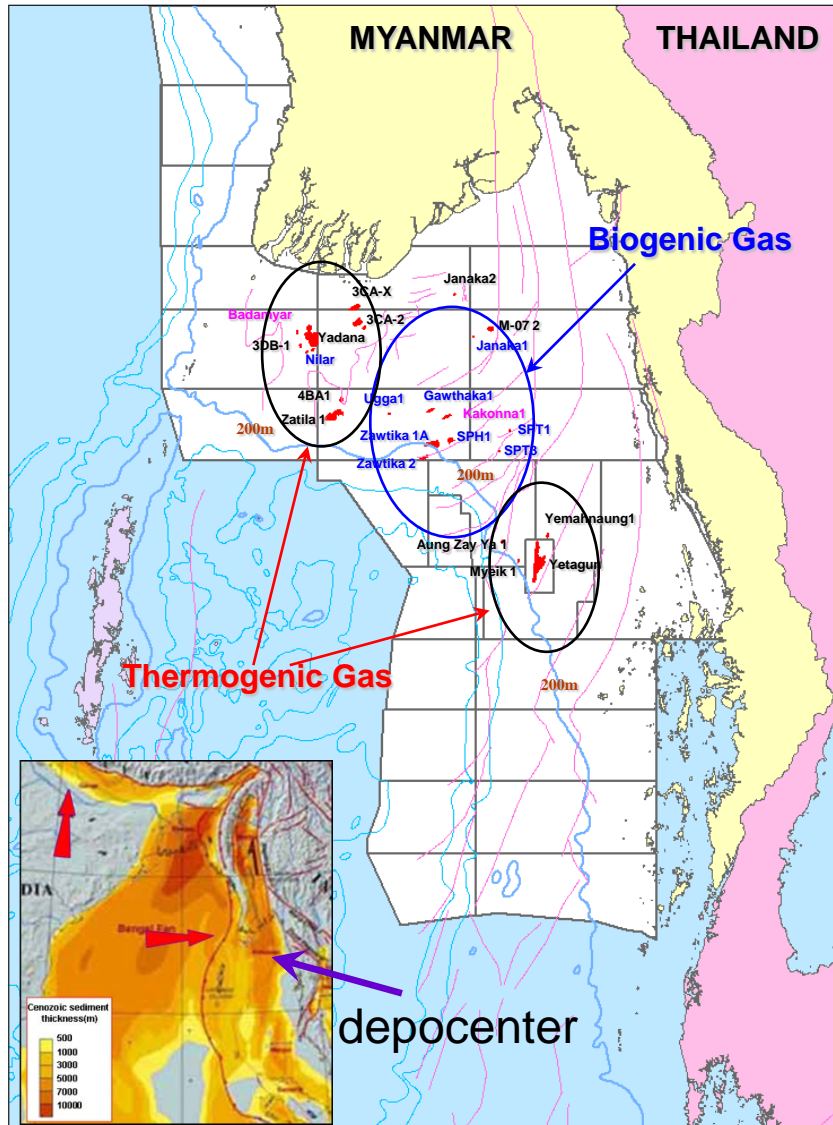 MYANMAR
THAILAND
Biogenic Gas
Janaka2
3CA-X
Badamyar
3CA-2
M-07 2
Yadana
3DB-1
Janaka1
Nilar
4BA1
Ugga1
Gawthaka1
Zatila 1
Kakonna1
200m
Zawtika 1A
SPH1
SPT1
SPT3
Zawtika 2
200m
Yemahnaung1
Aung Zay Ya 1
Yetagun
Myeik 1
Thermogenic Gas
200m
DIA
Bengal Fan
depocenter
Cenozoic sediment
thickness(m)
500
1000
3000
5000
7000
10000